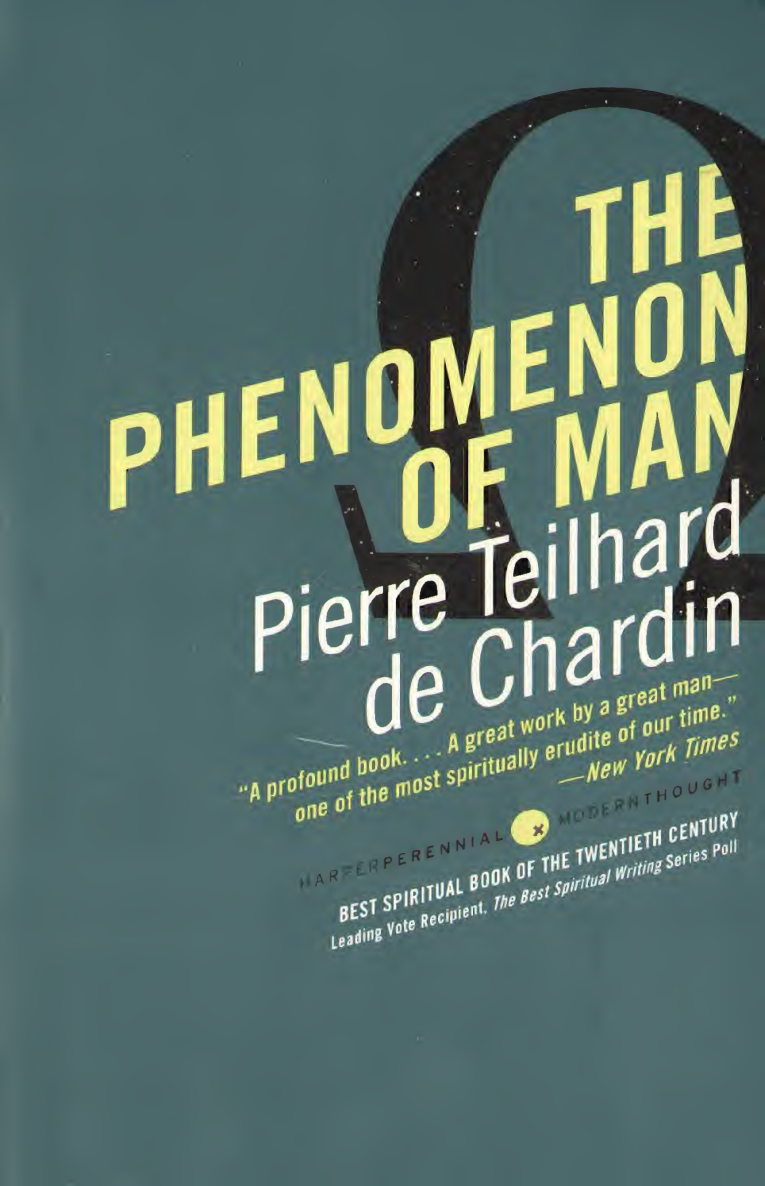 Ω
THE
PHENOMENON
OF MAN
Pierre Teilhard
de Chardin
“A profound book. . . . A great work by a great man—
one of the most spiritually erudite of our time.”
—New York Times
HARPERPERENNIAL MODERNTHOUGHT
BEST SPIRITUAL BOOK OF THE TWENTIETH CENTURY
Leading Vote Recipient, The Best Spiritual Writing Series Poll